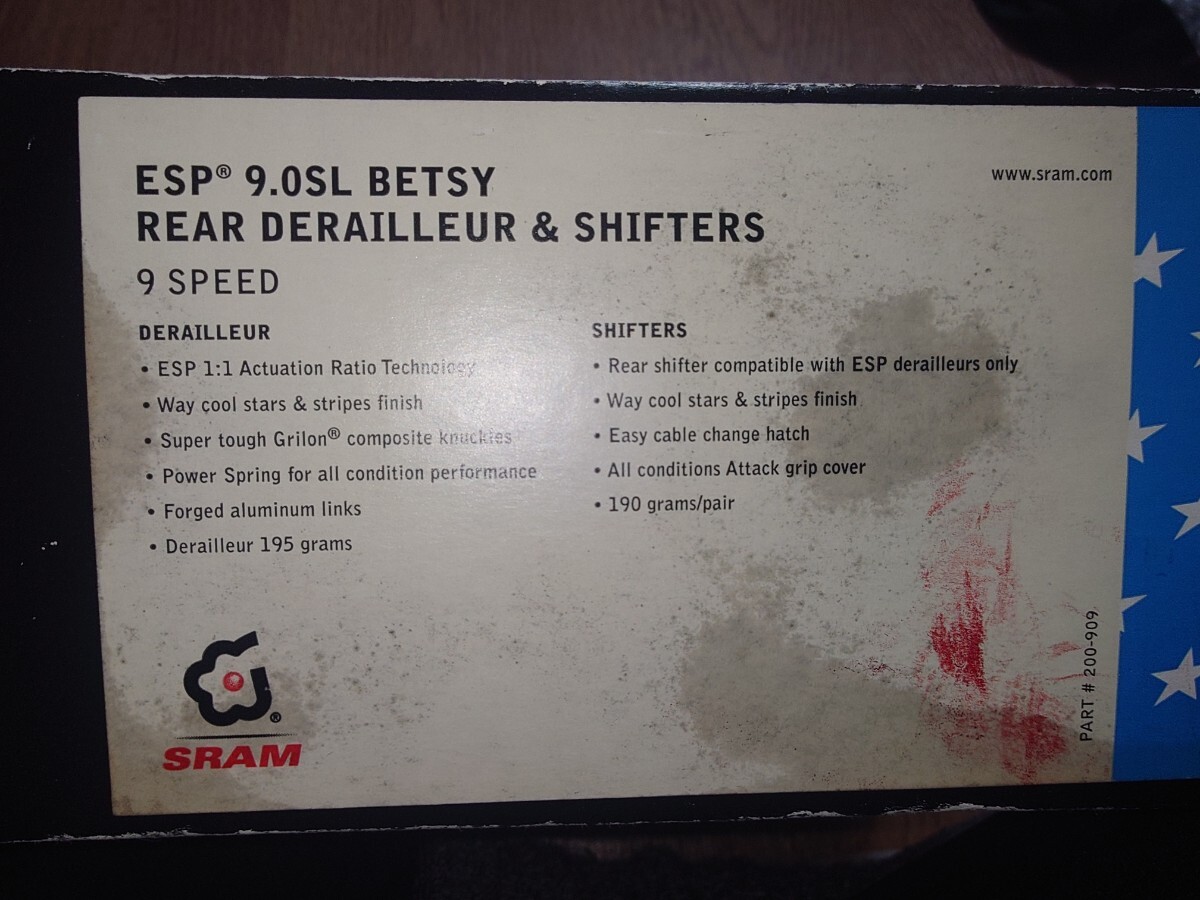 ESP® 9.0SL BETSY
REAR DERAILLEUR & SHIFTERS
9 SPEED
www.sram.com
DERAILLEUR
• ESP 1:1 Actuation Ratio Technology
• Way cool stars & stripes finish
• Super tough Grilon® composite knuckles
• Power Spring for all condition performance
• Forged aluminum links
• Derailleur 195 grams
SHIFTERS
• Rear shifter compatible with ESP derailleurs only
• Way cool stars & stripes finish
• Easy cable change hatch
• All conditions Attack grip cover
• 190 grams/pair
®
SRAM
PART # 200-909